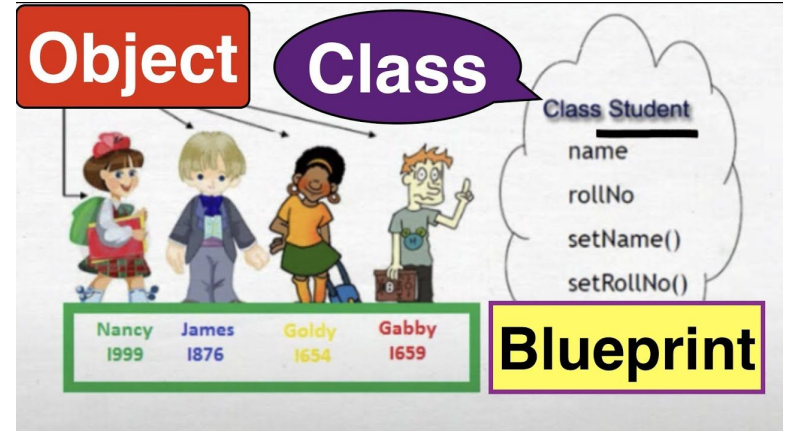 Object
Class
Class Student
name
rollNo
setName()
setRollNo()
Nancy James Goldy Gabby
1999 1876 1654 1659
Blueprint